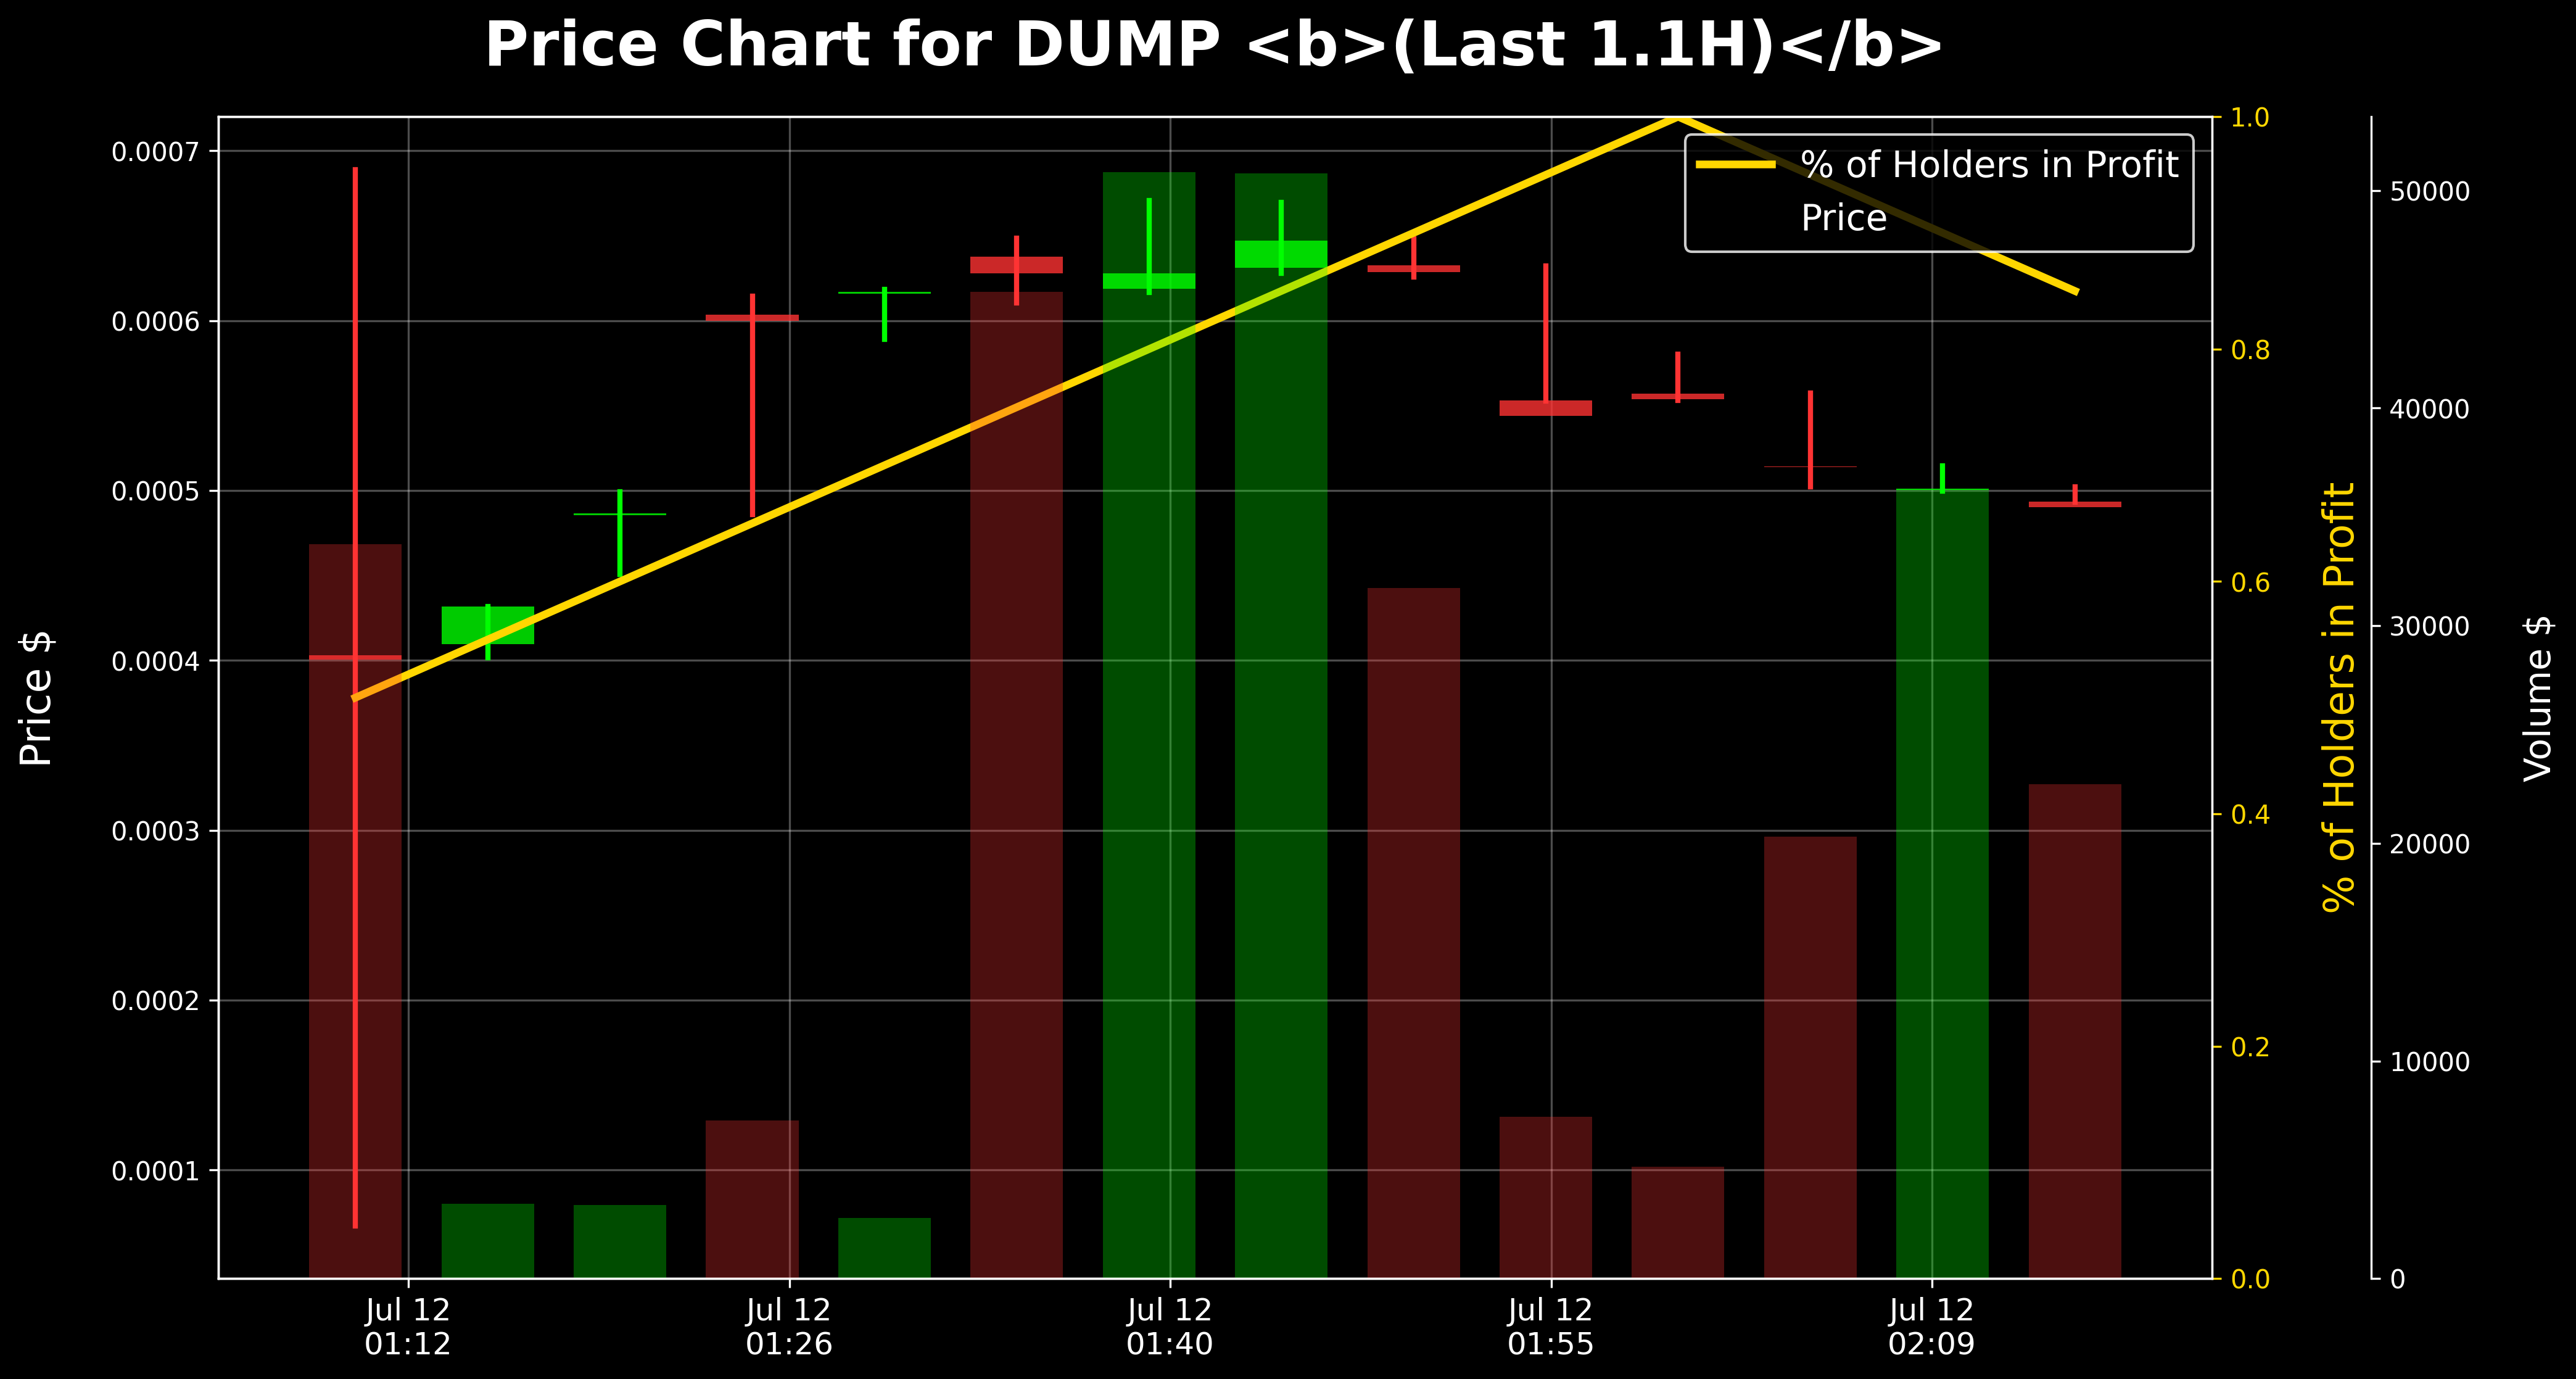 Price Chart for DUMP <b>(Last 1.1H)</b>
% of Holders in Profit
Price
Price $
0.0007
0.0006
0.0005
0.0004
0.0003
0.0002
0.0001
1.0
0.8
0.6
0.4
0.2
0.0
% of Holders in Profit
50000
40000
30000
20000
10000
0
Volume $
Jul 12
01:12
Jul 12
01:26
Jul 12
01:40
Jul 12
01:55
Jul 12
02:09